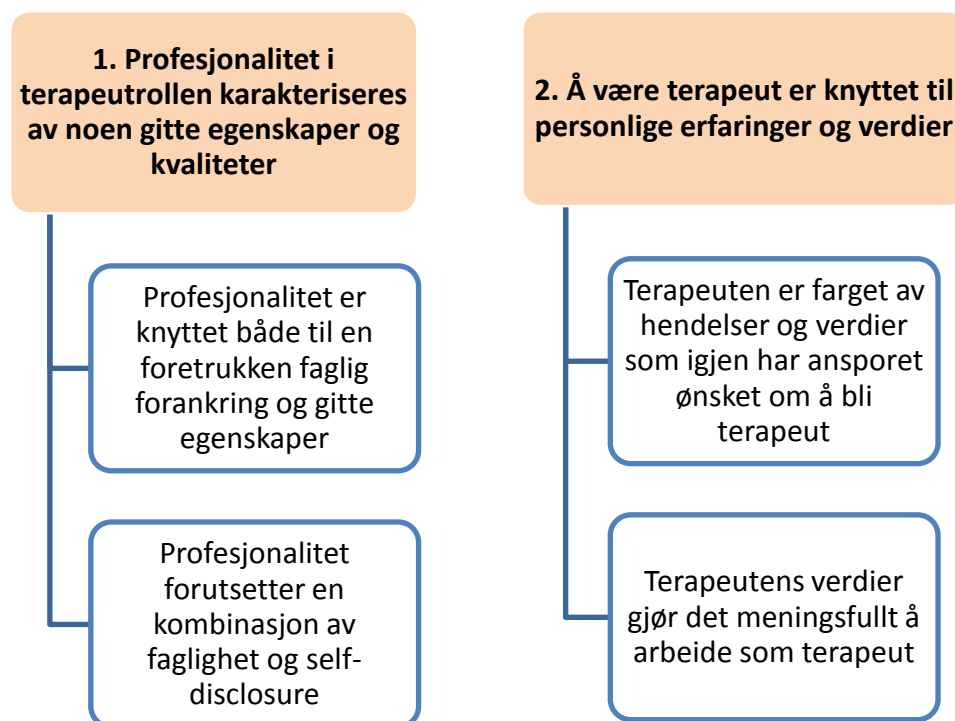 1. Profesjonalitet i
terapeutrollen karakteriseres
av noen gitte egenskaper og
kvaliteter
Profesjonalitet er
knyttet både til en
foretrukken faglig
forankring og gitte
egenskaper
Profesjonalitet
forutsetter en
kombinasjon av
faglighet og self-
disclosure
2. Å være terapeut er knyttet til
personlige erfaringer og verdier
Terapeuten er farget av
hendelser og verdier
som igjen har ansporet
ønsket om å bli
terapeut
Terapeutens verdier
gjør det meningsfullt å
arbeide som terapeut